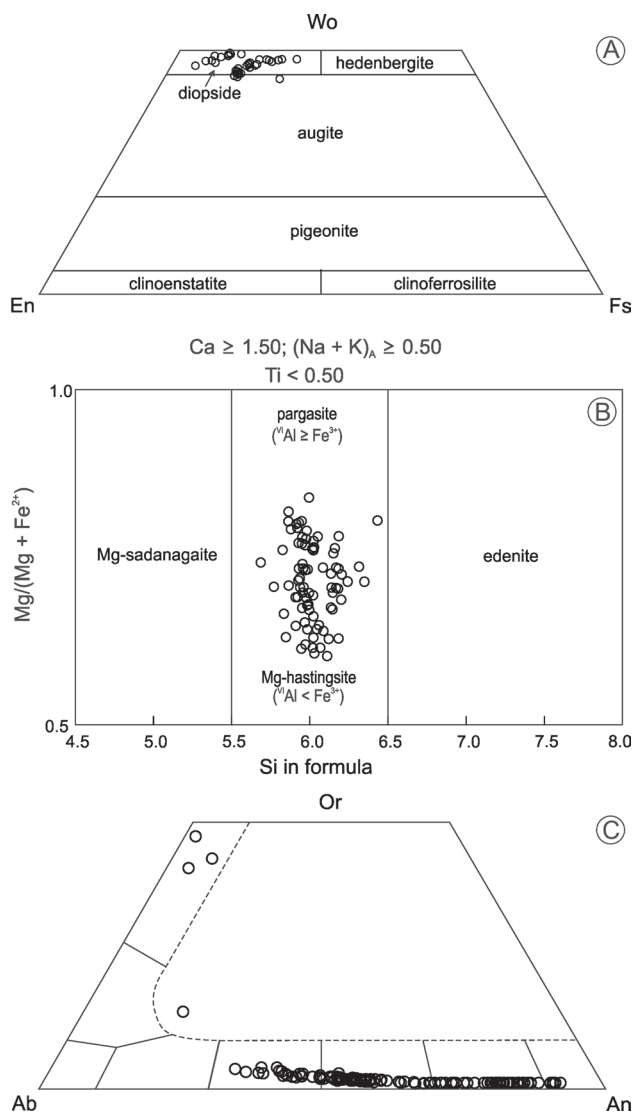 Wo
A
hedenbergite
diopside
augite
pigeonite
clinoenstatite
clinoferrosilite
En
Fs
Ca ≥ 1.50; (Na + K)A ≥ 0.50
Ti < 0.50
1.0
B
pargasite
(VIAl ≥ Fe3+)
Mg/(Mg + Fe2+)
Mg-sadanagaite
edenite
Mg-hastingsite
(VIAl < Fe3+)
0.5
4.5 5.0 5.5 6.0 6.5 7.0 7.5 8.0
Si in formula
Or
C
Ab
An